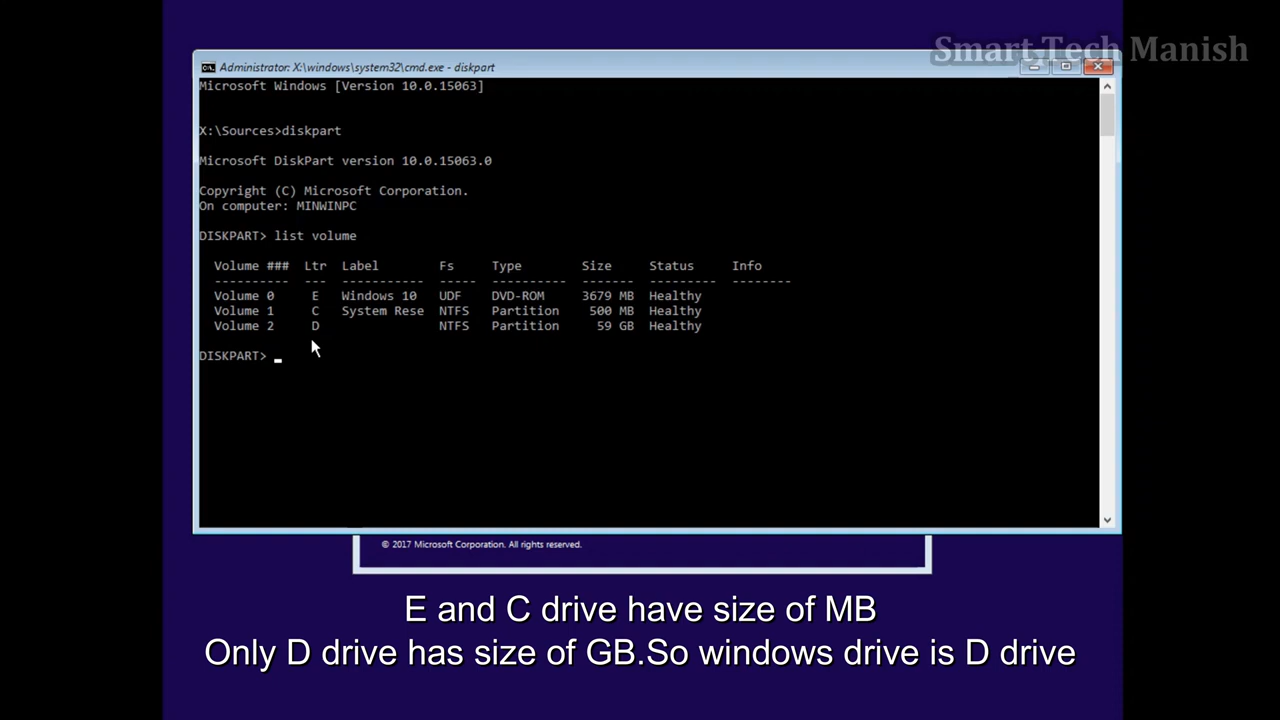 Smart Tech Manish
Administrator: X:\windows\system32\cmd.exe - diskpart
Microsoft Windows [Version 10.0.15063]
X:\Sources>diskpart
Microsoft DiskPart version 10.0.15063.0
Copyright (C) Microsoft Corporation.
On computer: MINWINPC
DISKPART> list volume
Volume ### Ltr Label Fs Type Size Status Info
---------- --- ----------- ----- ---------- ------- --------- --------
Volume 0 E Windows 10 UDF DVD-ROM 3679 MB Healthy
Volume 1 C System Rese NTFS Partition 500 MB Healthy
Volume 2 D NTFS Partition 59 GB Healthy
DISKPART> _
© 2017 Microsoft Corporation. All rights reserved.
E and C drive have size of MB
Only D drive has size of GB.So windows drive is D drive